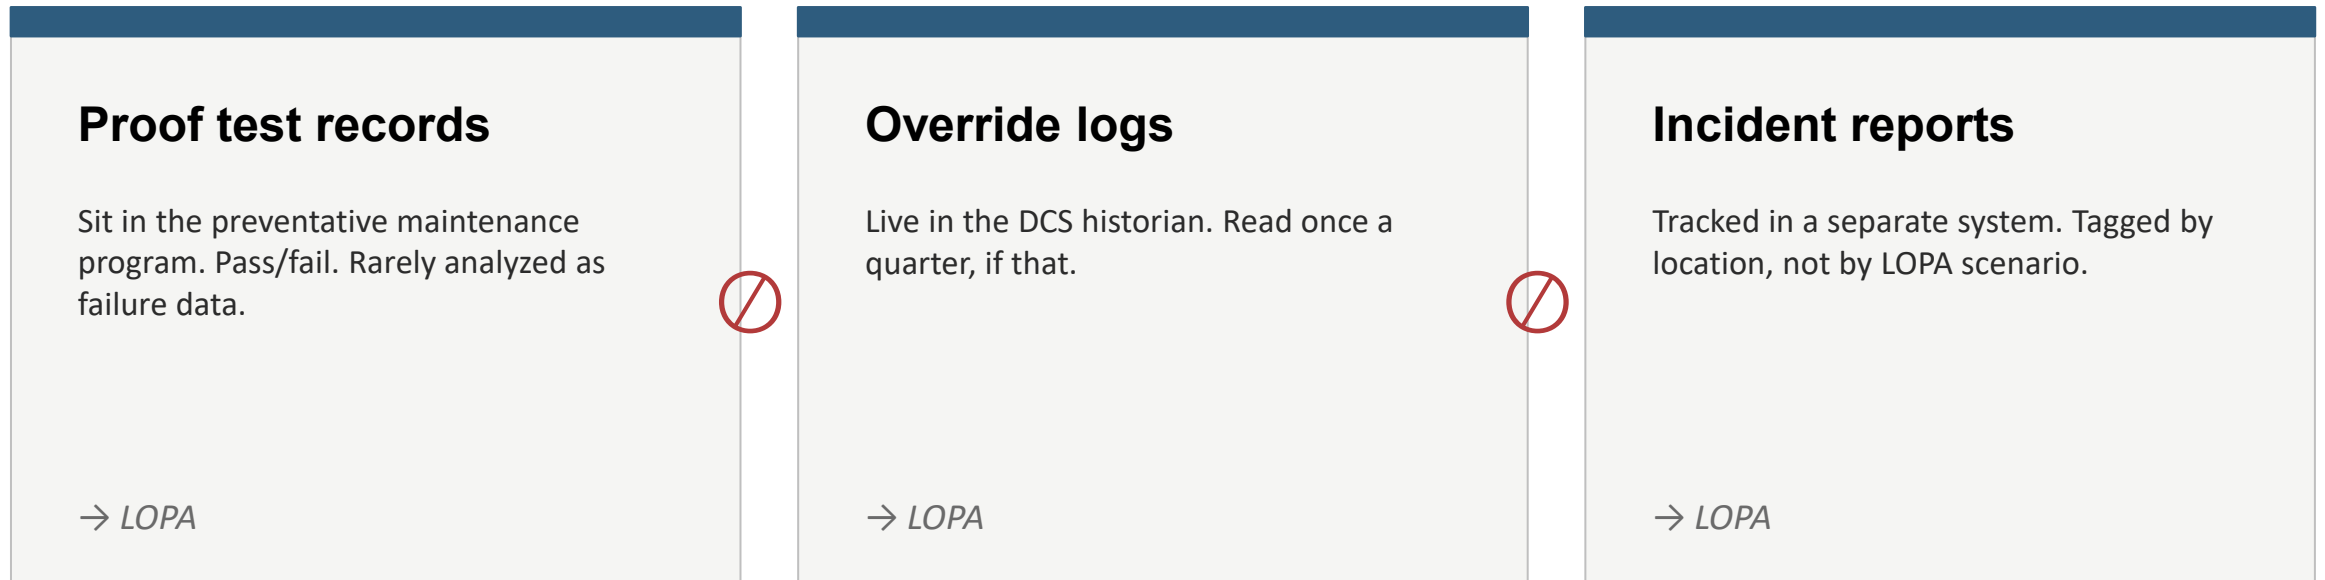 Proof test records
Sit in the preventative maintenance
program. Pass/fail. Rarely analyzed as
failure data.
→ LOPA
Override logs
Live in the DCS historian. Read once a
quarter, if that.
→ LOPA
Incident reports
Tracked in a separate system. Tagged by
location, not by LOPA scenario.
→ LOPA